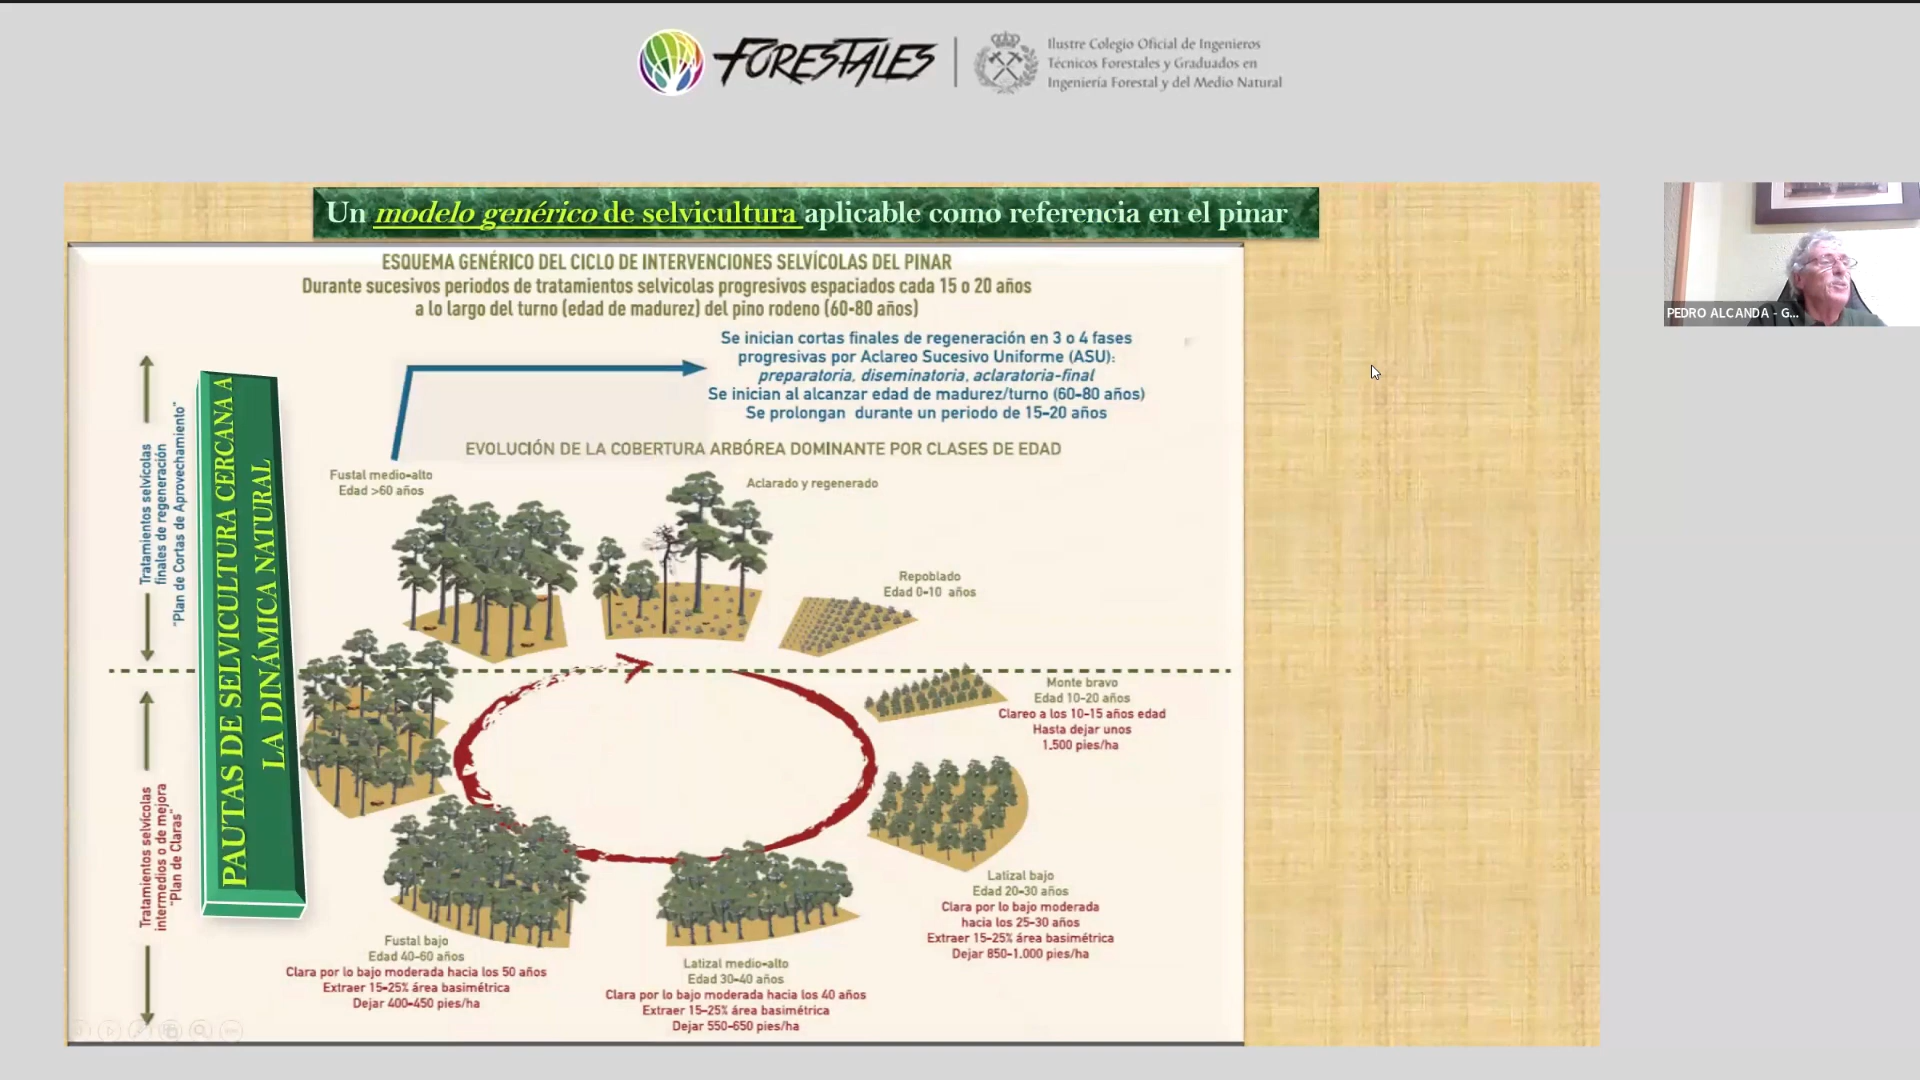 FORESTALES
Ilustre Colegio Oficial de Ingenieros
Técnicos Forestales y Graduados en
Ingeniería Forestal y del Medio Natural
Un modelo genérico de selvicultura aplicable como referencia en el pinar
PEDRO ALCANDA - G...
ESQUEMA GENÉRICO DEL CICLO DE INTERVENCIONES SELVÍCOLAS DEL PINAR
Durante sucesivos periodos de tratamientos selvicolas progresivos espaciados cada 15 o 20 años
a lo largo del turno (edad de madurez) del pino rodeno (60-80 años)
Se inician cortas finales de regeneración en 3 o 4 fases
progresivas por Aclareo Sucesivo Uniforme (ASU):
preparatoria, diseminatoria, aclaratoria-final
Se inician al alcanzar edad de madurez/turno (60-80 años)
Se prolongan durante un periodo de 15-20 años
EVOLUCIÓN DE LA COBERTURA ARBÓREA DOMINANTE POR CLASES DE EDAD
Tratamientos selvícolas
finales de regeneración
"Plan de Cortas de Aprovechamiento"
Tratamientos selvícolas
intermedios o de mejora
"Plan de Claras"
PAUTAS DE SELVICULTURA CERCANA A
LA DINÁMICA NATURAL
Fustal medio-alto
Edad >60 años
Aclarado y regenerado
Repoblado
Edad 0-10 años
Monte bravo
Edad 10-20 años
Clareo a los 10-15 años edad
Hasta dejar unos
1.500 pies/ha
Latizal bajo
Edad 20-30 años
Clara por lo bajo moderada
hacia los 25-30 años
Extraer 15-25% área basimétrica
Dejar 850-1.000 pies/ha
Latizal medio-alto
Edad 30-40 años
Clara por lo bajo moderada hacia los 40 años
Extraer 15-25% área basimétrica
Dejar 550-650 pies/ha
Fustal bajo
Edad 40-60 años
Clara por lo bajo moderada hacia los 50 años
Extraer 15-25% área basimétrica
Dejar 400-450 pies/ha